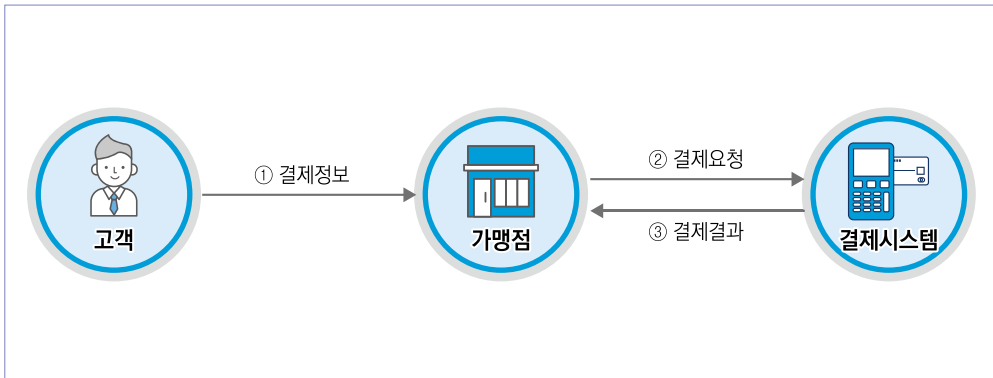 ① 결제정보
② 결제요청
③ 결제결과
고객
가맹점
결제시스템